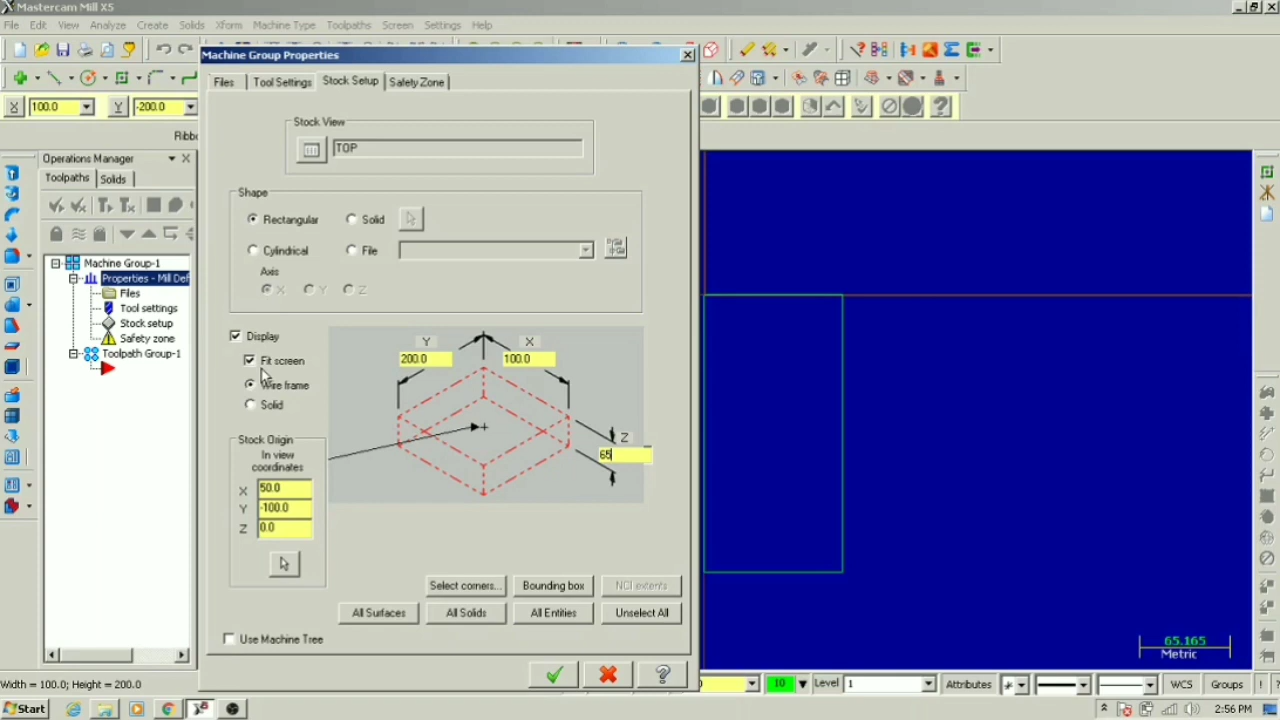 Mastercam Mill X5
File Edit View Analyze Create Solids Xform Machine Type Toolpaths Screen Settings Help
Machine Group Properties
X 100.0 Y -200.0
Files Tool Settings Stock Setup Safety Zone
Ribb
Operations Manager
Toolpaths Solids
Stock View
TOP
Shape
Rectangular Solid
Cylindrical File
Axis
X Y Z
Machine Group-1
Properties - Mill Def
Files
Tool settings
Stock setup
Safety zone
Toolpath Group-1
Display
Fit screen
Wire frame
Solid
Y X
200.0 100.0
Z
65
Stock Origin
In view
coordinates
X 50.0
Y -100.0
Z 0.0
Select corners... Bounding box NCI extents
All Surfaces All Solids All Entities Unselect All
Use Machine Tree
65.165
Metric
Width = 100.0; Height = 200.0
10 Level 1 Attributes WCS Groups ! ?
Start 2:56 PM